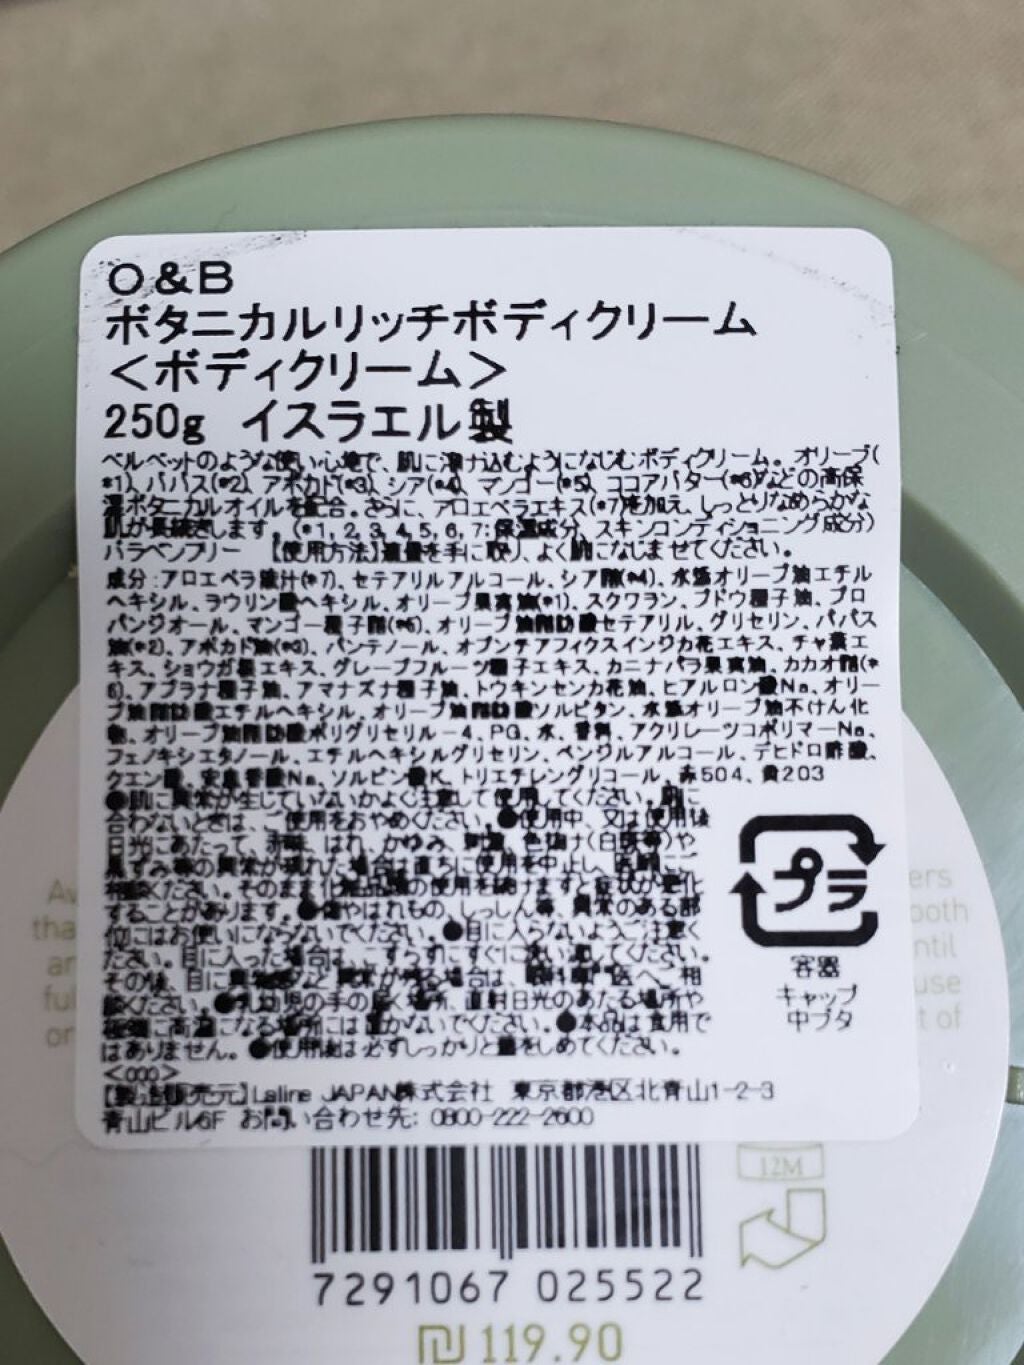 O&B
ボタニカルリッチボディクリーム
＜ボディクリーム＞
250g イスラエル製
ベルベットのような使い心地で、肌に溶け込むようになじむボディクリーム。オリーブ(
*1)、ババス(*2)、アボカド(*3)、シア(*4)、マンゴー(*5)、ココアバター(*6)などの高保
湿ボタニカルオイルを配合。さらに、アロエベラエキス(*7)を加え、しっとりなめらかな
肌が長続きします。(*1,2,3,4,5,6,7:保湿成分、スキンコンディショニング成分)
パラベンフリー 【使用方法】適量を手に取り、よく肌になじませてください。
成分:アロエベラ液汁(*7)、セテアリルアルコール、シア脂(*4)、水添オリーブ油エチル
ヘキシル、ラウリン酸ヘキシル、オリーブ果実油(*1)、スクワラン、ブドウ種子油、プロ
パンジオール、マンゴー種子脂(*5)、オリーブ油脂肪酸セテアリル、グリセリン、ババス
油(*2)、アボカド油(*3)、パンテノール、オプンチアフィクスインジカ花エキス、チャ葉エ
キス、ショウガ根エキス、グレープフルーツ種子エキス、カニナバラ果実油、カカオ脂(*
6)、アブラナ種子油、アマナズナ種子油、トウキンセンカ花油、ヒアルロン酸Na、オリー
ブ油脂肪酸エチルヘキシル、オリーブ油脂肪酸ソルビタン、水添オリーブ油不けん化
物、オリーブ油脂肪酸ポリグリセリル-4、PG、水、香料、アクリレーツコポリマーNa、
フェノキシエタノール、エチルヘキシルグリセリン、ベンジルアルコール、デヒドロ酢酸、
クエン酸、安息香酸Na、ソルビン酸K、トリエチレングリコール、赤504、黄203
●肌に異常が生じていないかよく注意して使用してください。肌に
合わないときは、ご使用をおやめください。●使用中、又は使用後
日光にあたって、赤味、はれ、かゆみ、刺激、色抜け(白斑等)や
黒ずみ等の異常が現れた場合は直ちに使用を中止し、医師にご
相談ください。そのまま化粧品類の使用を続けますと症状が悪化
することがあります。●傷やはれもの、しっしん等、異常のある部
位にはお使いにならないでください。●目に入らないようご注意く
ださい。目に入った場合は、こすらずにすぐに洗い流してください。
その後、目に異物感など異常が残る場合は、眼科専門医へご相
談ください。●乳幼児の手の届く場所、直射日光のあたる場所や
極端に高温になる場所には置かないでください。●本品は食用で
はありません。●使用後は必ずしっかりと蓋をしめてください。
<000>
【製造販売元】Laline JAPAN株式会社 東京都港区北青山1-2-3
青山ビル6F お問い合わせ先: 0800-222-2600
プラ
容器
キャップ
中ブタ
12M
7291067 025522
₪ 119.90